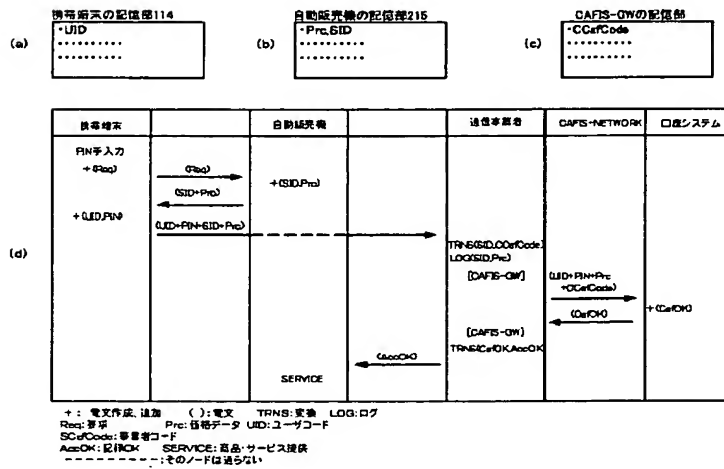 携帯端末の記憶部114
自動販売機の記憶部215
CAFIS-GWの記憶部
(a)
・UID
(b)
・Prc,SID
(c)
・CCafCode
携帯端末
自動販売機
通信事業者
CAFIS-NETWORK
口座システム
PIN手入力
+(Req)
(Req)
+(SID,Prc)
(SID+Prc)
+(UID,PIN)
(UID+PIN+SID+Prc)
(d)
TRNS(SID,CCafCode)
LOG(SID,Prc)
[CAFIS-GW]
(UID+PIN+Prc
+CCafCode)
+(CafOK)
(CafOK)
[CAFIS-GW]
TRNS(CafOK,AccOK)
(AccOK)
SERVICE
+: 電文作成、追加 ( ):電文 TRNS:変換 LOG:ログ
Req:要求 Prc:価格データ UID:ユーザコード
SCafCode:事業者コード
AccOK:記帳OK SERVICE:商品・サービス提供
----------:そのノードは通らない